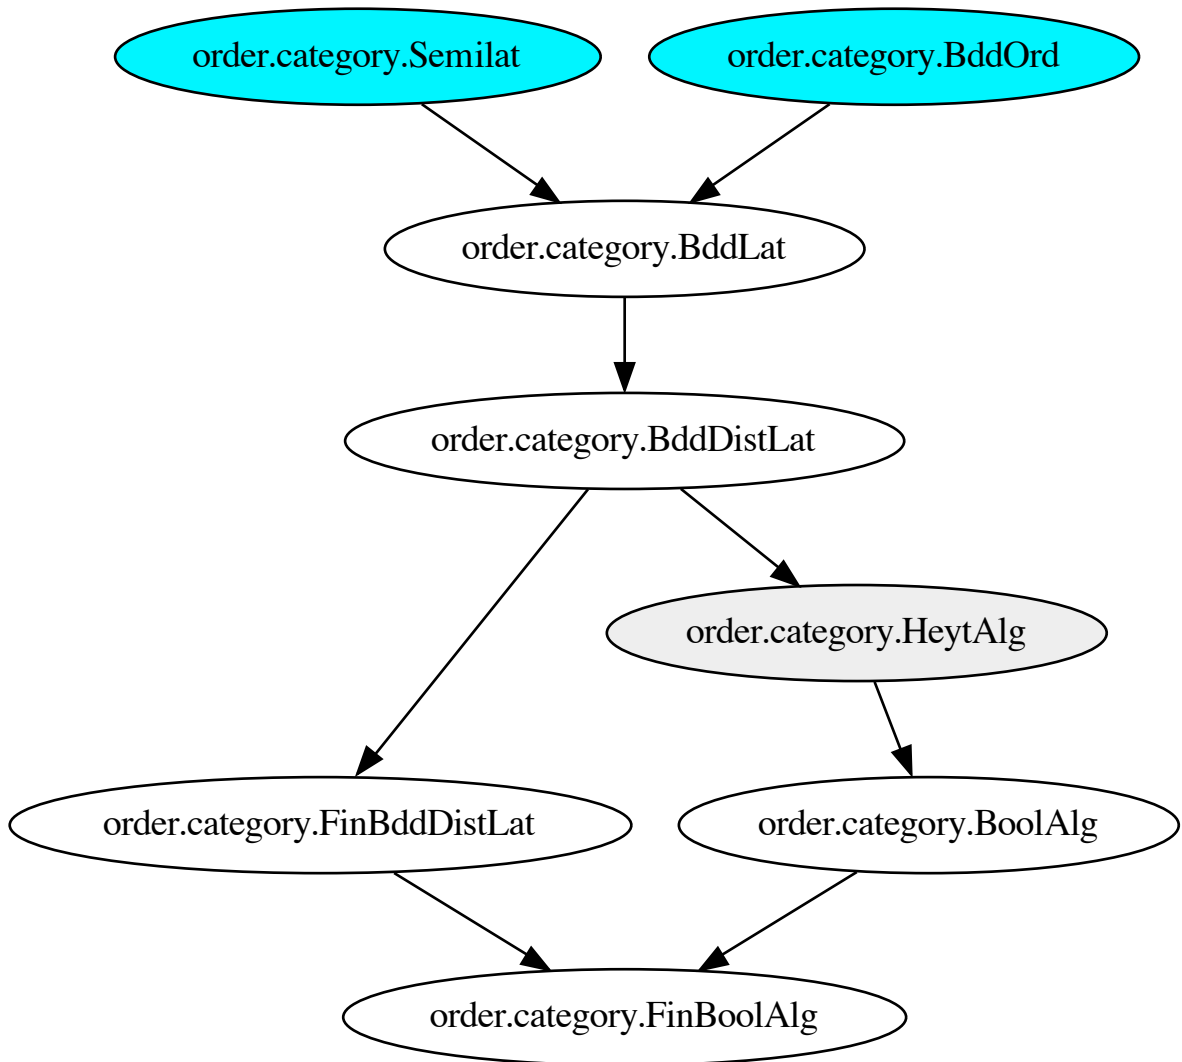 order.category.Semilat
order.category.BddOrd
order.category.BddLat
order.category.BddDistLat
order.category.HeytAlg
order.category.FinBddDistLat
order.category.BoolAlg
order.category.FinBoolAlg